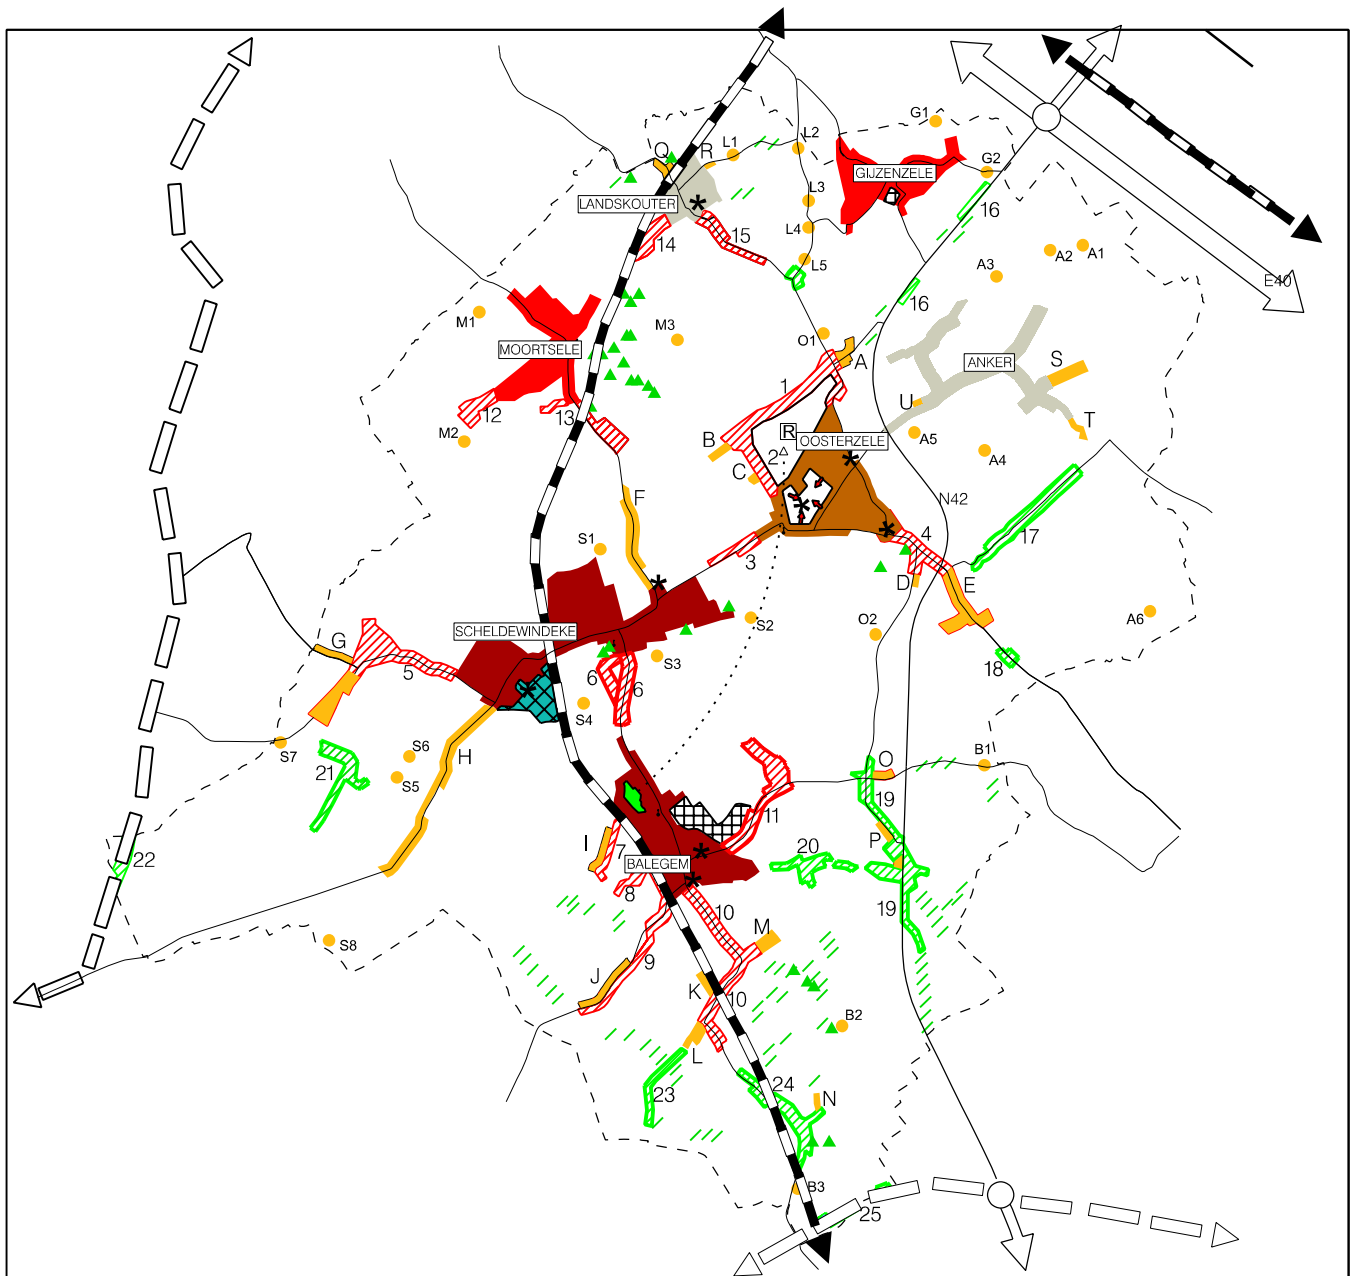 G1
L2
Q
R
L1
G2
GIJZENZELE
L3
LANDSKOUTER
16
L4
15
14
A2
A1
L5
A3
E40
16
M1
M3
O1
MOORTSELE
A
ANKER
S
1
12
13
U
T
R
B
OOSTERZELE
A5
M2
2
A4
C
F
N42
4
17
S1
3
D
E
SCHELDEWINDEKE
S2
O2
A6
G
S3
5
6
6
18
S4
S7
S6
H
B1
21
S5
O
19
11
I
P
22
7
BALEGEM
20
8
10
19
M
S8
9
J
K
10
B2
L
24
23
N
B3
25